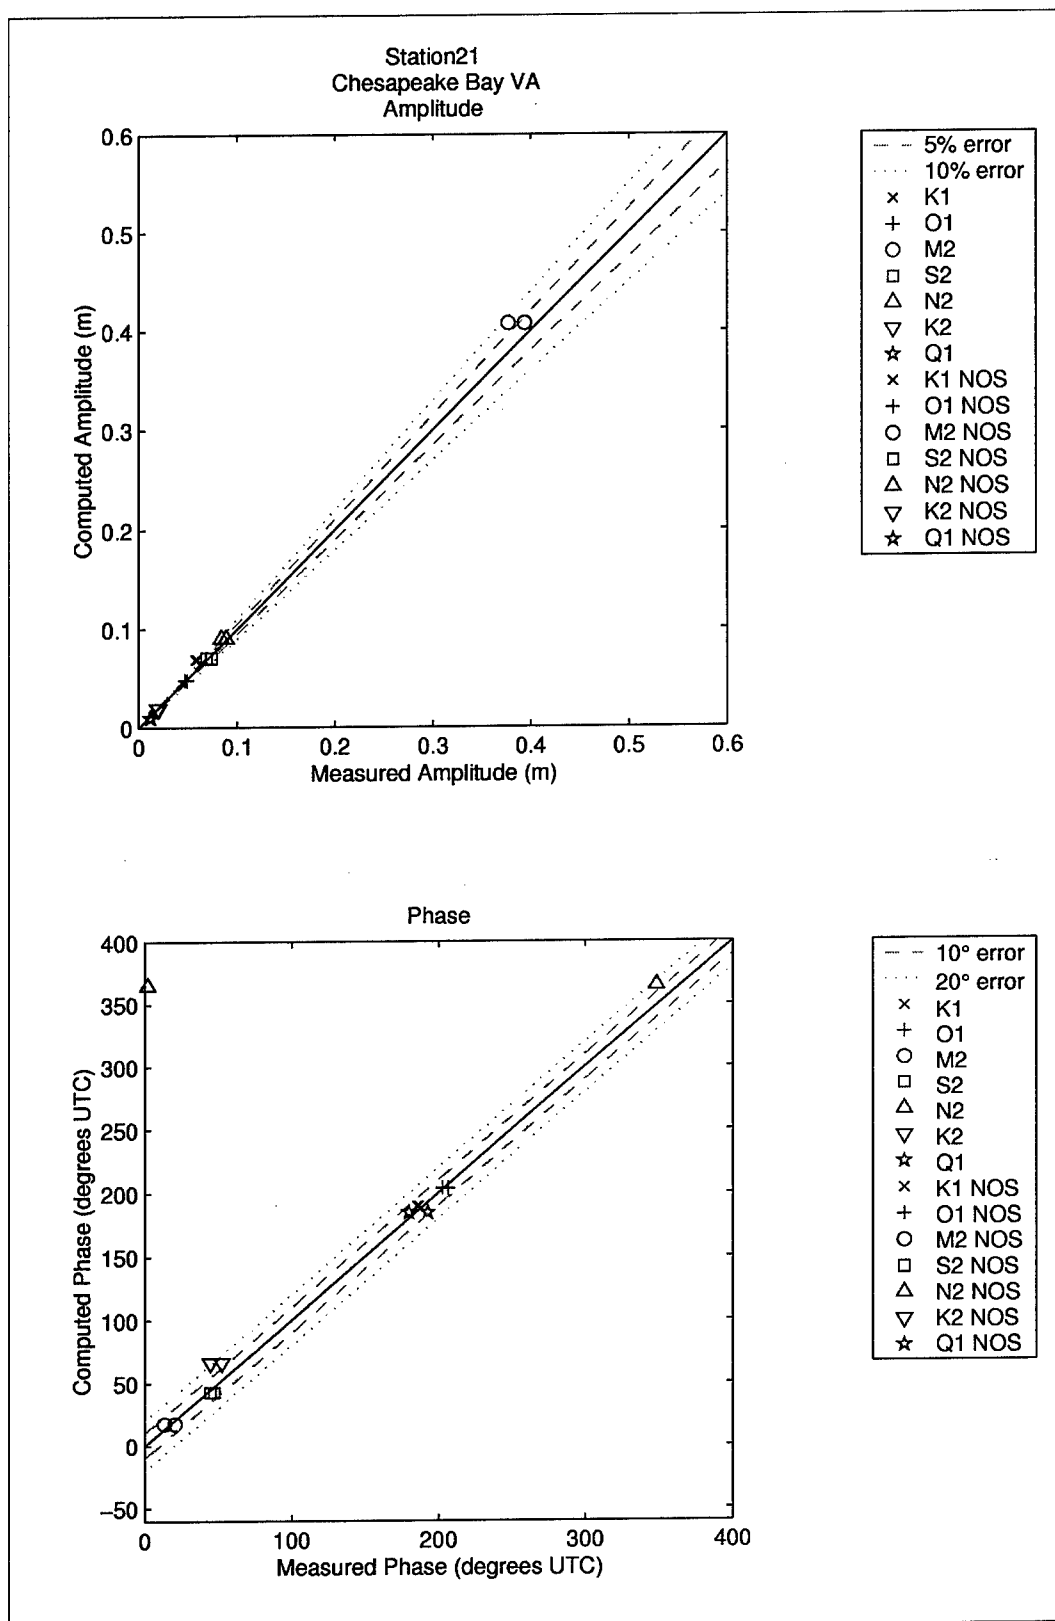 Station21
Chesapeake Bay VA
Amplitude
0.6
0.5
0.4
0.3
0.2
0.1
0
Computed Amplitude (m)
0 0.1 0.2 0.3 0.4 0.5 0.6
Measured Amplitude (m)
5% error
10% error
K1
O1
M2
S2
N2
K2
Q1
K1 NOS
O1 NOS
M2 NOS
S2 NOS
N2 NOS
K2 NOS
Q1 NOS
Phase
400
350
300
250
200
150
100
50
0
−50
Computed Phase (degrees UTC)
0 100 200 300 400
Measured Phase (degrees UTC)
10° error
20° error
K1
O1
M2
S2
N2
K2
Q1
K1 NOS
O1 NOS
M2 NOS
S2 NOS
N2 NOS
K2 NOS
Q1 NOS